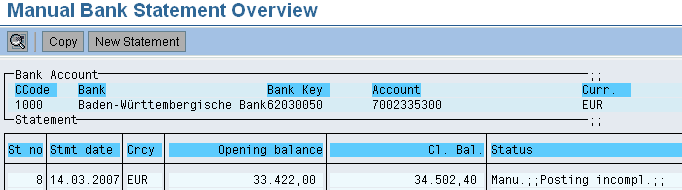 Manual Bank Statement Overview
Copy New Statement
Bank Account ;;
CCode Bank Bank Key Account Curr.
1000 Baden-Württembergische Bank62030050 7002335300 EUR
Statement ;;
St no Stmt date Crcy Opening balance Cl. Bal. Status
8 14.03.2007 EUR 33.422,00 34.502,40 Manu.;;Posting incompl.;;